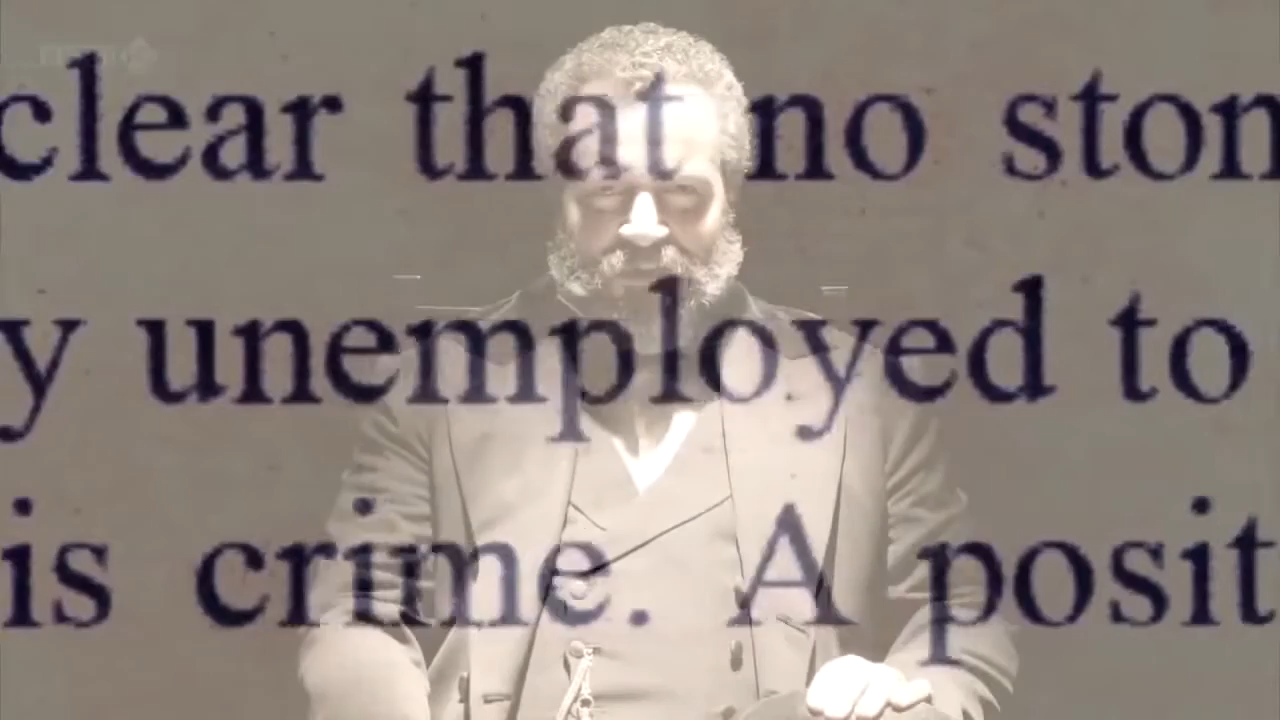 clear that no ston
y unemployed to
is crime. A posit